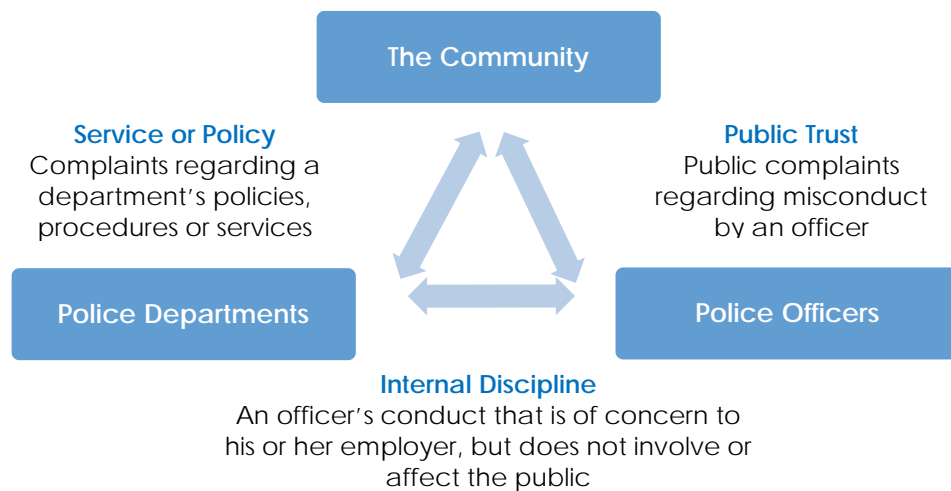 The Community
Service or Policy
Complaints regarding a
department's policies,
procedures or services
Public Trust
Public complaints
regarding misconduct
by an officer
Police Departments
Police Officers
Internal Discipline
An officer's conduct that is of concern to
his or her employer, but does not involve or
affect the public